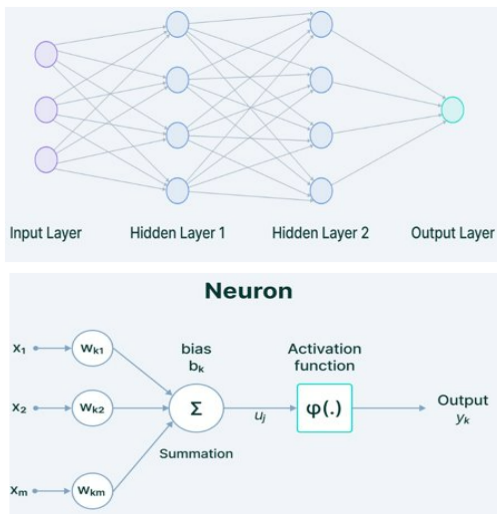 Input Layer Hidden Layer 1 Hidden Layer 2 Output Layer
Neuron
x₁ wₖ₁
bias
bₖ
Activation
function
x₂ wₖ₂ Σ uⱼ φ(.) Output
yₖ
Summation
xₘ wₖₘ